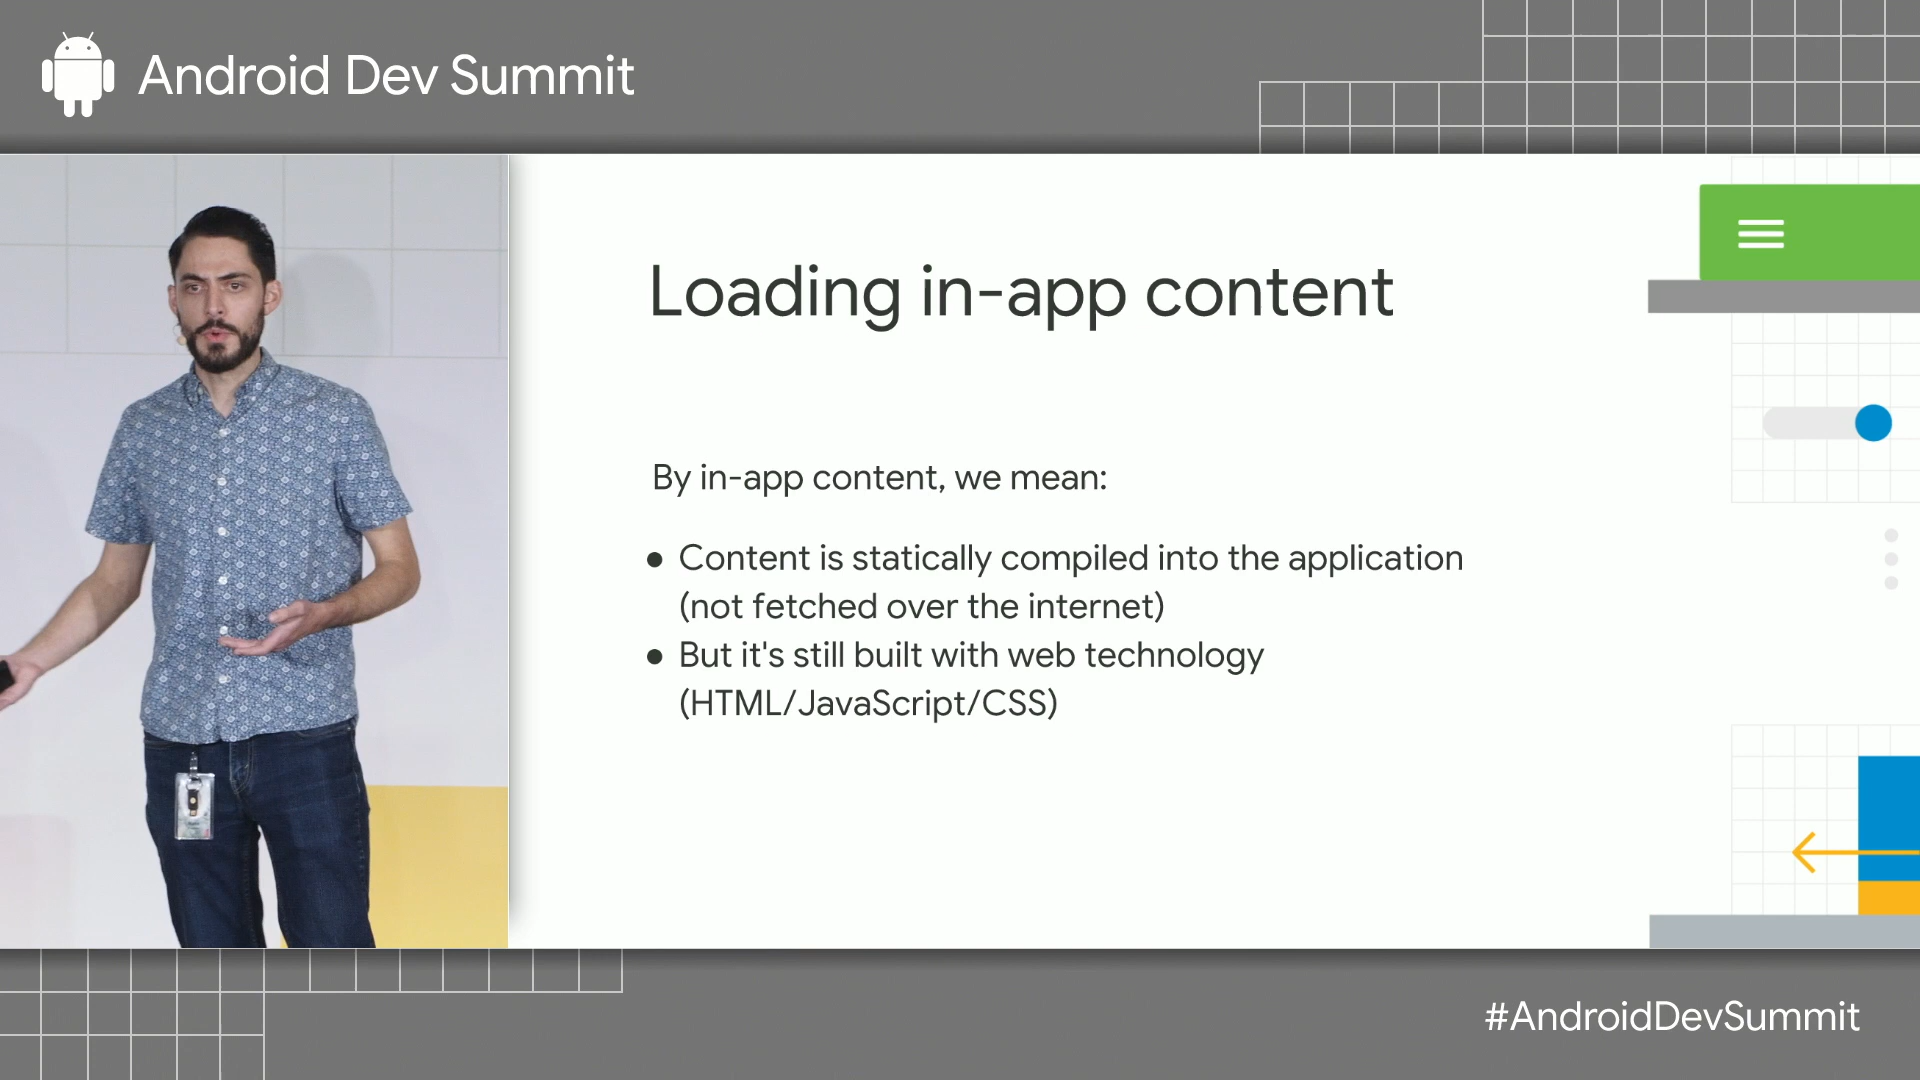 Android Dev Summit
Loading in-app content
By in-app content, we mean:
● Content is statically compiled into the application
(not fetched over the internet)
● But it's still built with web technology
(HTML/JavaScript/CSS)
#AndroidDevSummit